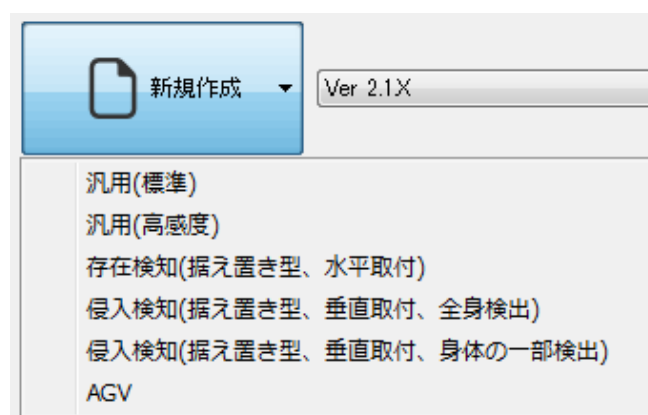 新規作成
Ver 2.1X
汎用(標準)
汎用(高感度)
存在検知(据え置き型、水平取付)
侵入検知(据え置き型、垂直取付、全身検出)
侵入検知(据え置き型、垂直取付、身体の一部検出)
AGV